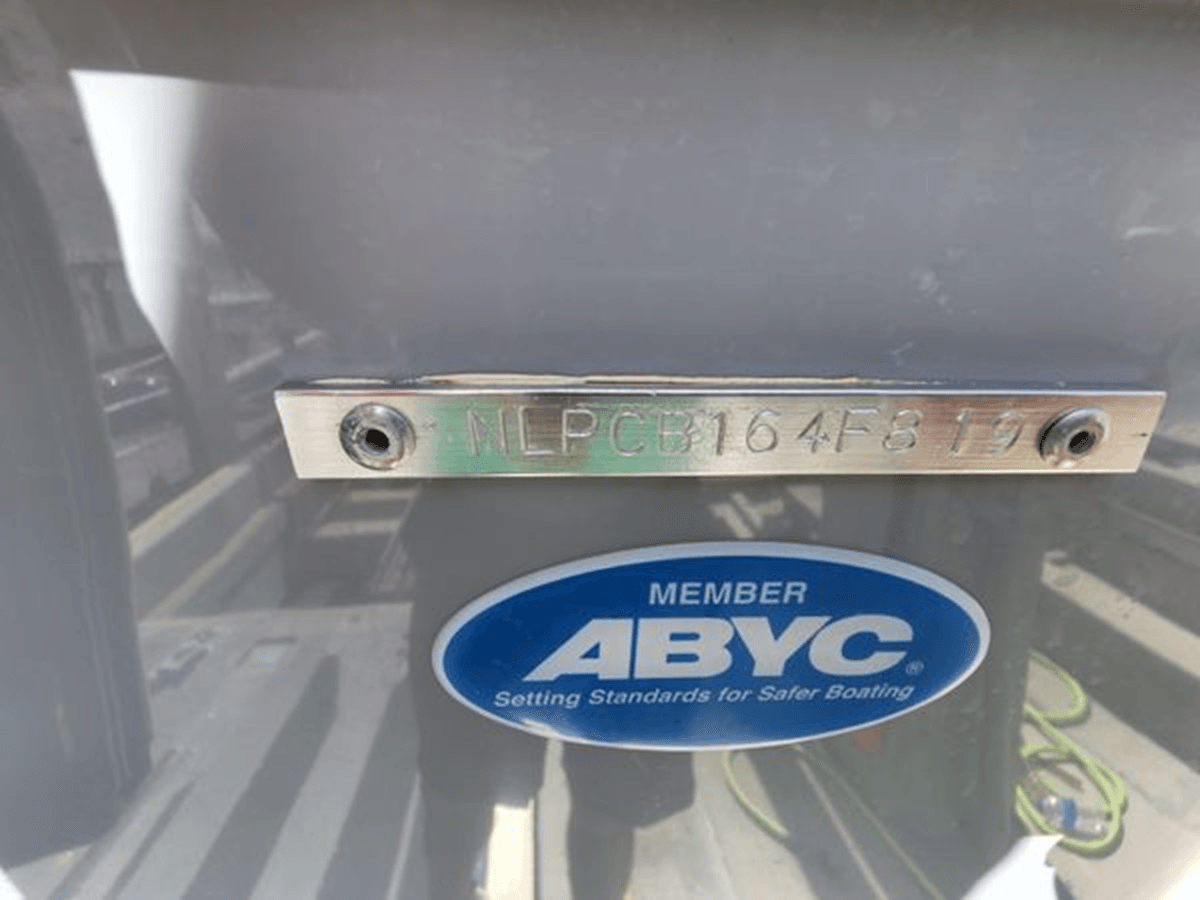 NLPCB164F819
MEMBER
ABYC®
Setting Standards for Safer Boating